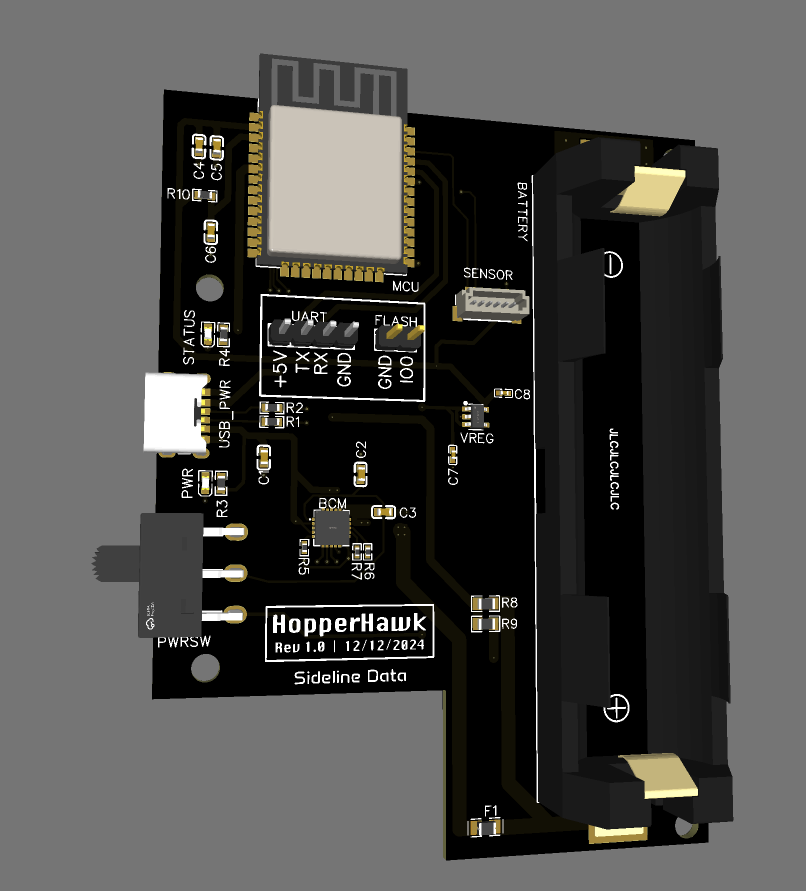 C4
C5
R10
C6
MCU
BATTERY
SENSOR
UART
FLASH
+5V
TX
RX
GND
GND
IO0
STATUS
R4
USB_PWR
R2
R1
C8
VREG
C1
C2
C7
PWR
R3
BCM
C3
R5
R7
R6
JLCJLCJLCJLC
R8
R9
PWRSW
HopperHawk
Rev 1.0 | 12/12/2024
Sideline Data
F1